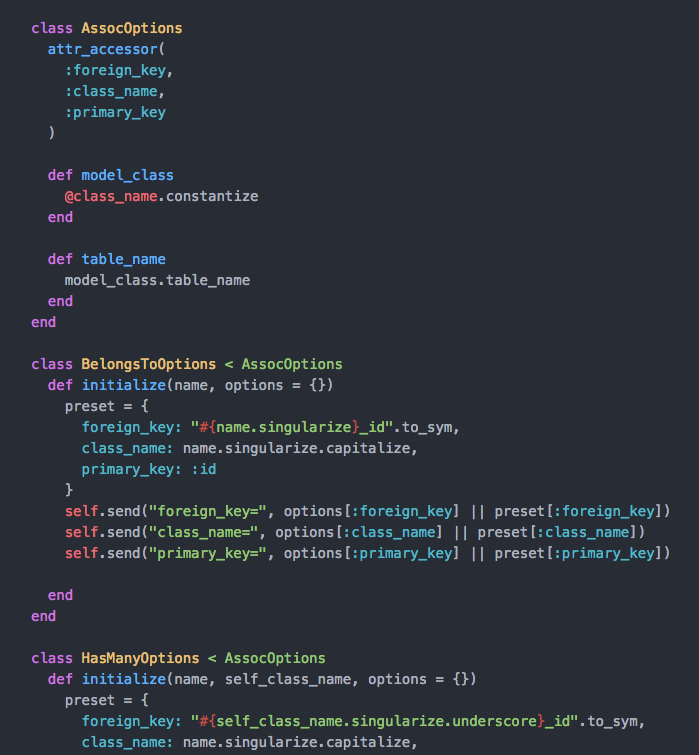 class AssocOptions
  attr_accessor(
    :foreign_key,
    :class_name,
    :primary_key
  )
  def model_class
    @class_name.constantize
  end
  def table_name
    model_class.table_name
  end
end
class BelongsToOptions < AssocOptions
  def initialize(name, options = {})
    preset = {
      foreign_key: "#{name.singularize}_id".to_sym,
      class_name: name.singularize.capitalize,
      primary_key: :id
    }
    self.send("foreign_key=", options[:foreign_key] || preset[:foreign_key])
    self.send("class_name=", options[:class_name] || preset[:class_name])
    self.send("primary_key=", options[:primary_key] || preset[:primary_key])
  end
end
class HasManyOptions < AssocOptions
  def initialize(name, self_class_name, options = {})
    preset = {
      foreign_key: "#{self_class_name.singularize.underscore}_id".to_sym,
      class_name: name.singularize.capitalize,